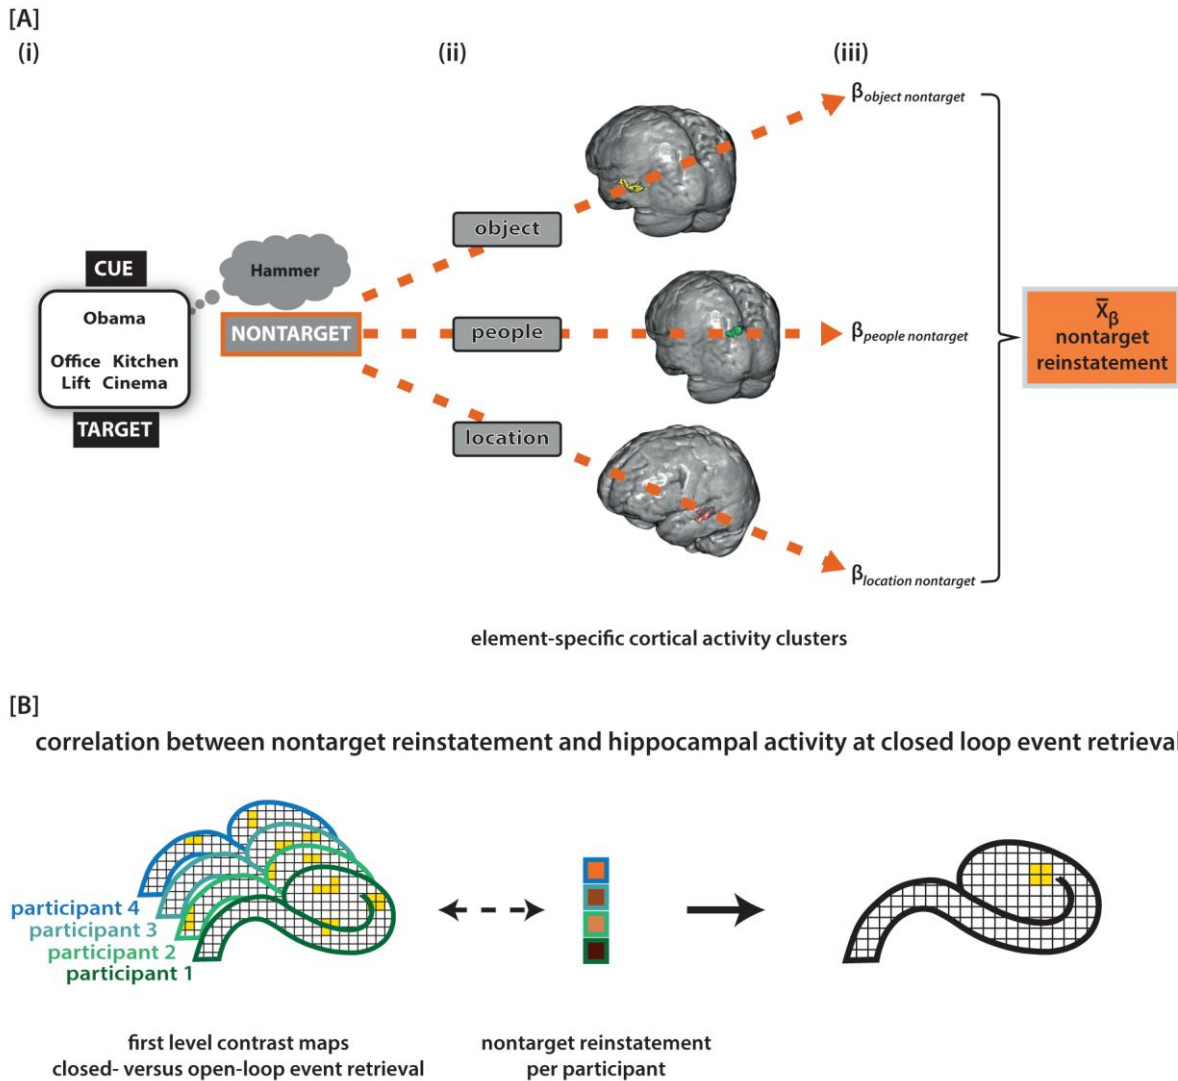 [A]
(i)
(ii)
(iii)
β object nontarget
object
CUE
Hammer
Obama
NONTARGET
people
β people nontarget
X̄β
nontarget
reinstatement
Office Kitchen
Lift Cinema
TARGET
location
β location nontarget
element-specific cortical activity clusters
[B]
correlation between nontarget reinstatement and hippocampal activity at closed loop event retrieval
participant 4
participant 3
participant 2
participant 1
first level contrast maps
closed- versus open-loop event retrieval
nontarget reinstatement
per participant